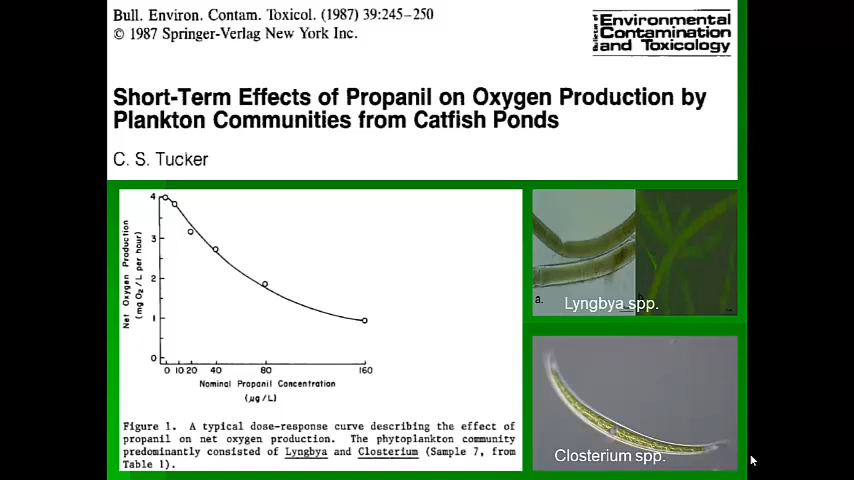 Bull. Environ. Contam. Toxicol. (1987) 39:245-250
© 1987 Springer-Verlag New York Inc.
Bulletin of
Environmental
Contamination
and Toxicology
Short-Term Effects of Propanil on Oxygen Production by
Plankton Communities from Catfish Ponds
C. S. Tucker
Net Oxygen Production
(mg O₂/L per hour)
4
3
2
1
0
0 10 20 40 80 160
Nominal Propanil Concentration
(µg/L)
Figure 1. A typical dose-response curve describing the effect of
propanil on net oxygen production. The phytoplankton community
predominantly consisted of Lyngbya and Closterium (Sample 7, from
Table 1).
a.
Lyngbya spp.
Closterium spp.